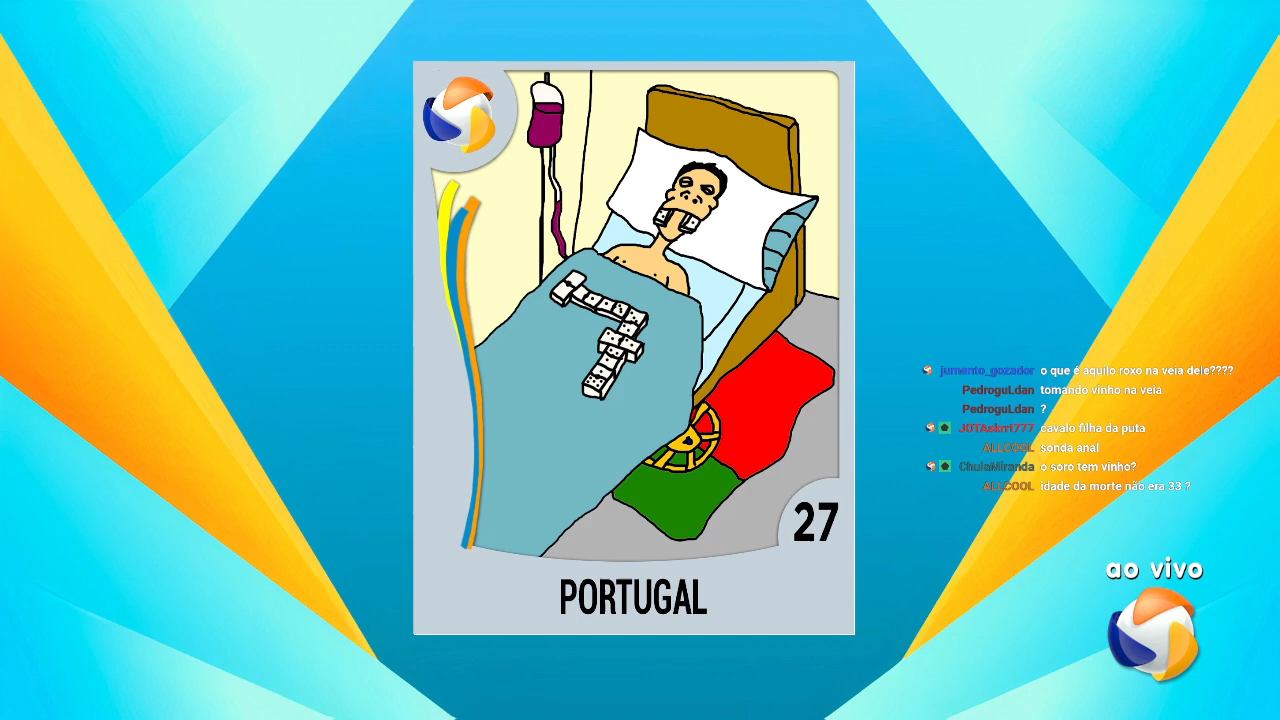 27
PORTUGAL
jumento_gozador o que é aquilo roxo na veia dele????
PedroguLdan tomando vinho na veia
PedroguLdan ?
JOTAskrrt777 cavalo filha da puta
ALLCOOL sonda anal
ChulaMiranda o soro tem vinho?
ALLCOOL idade da morte não era 33 ?
ao vivo